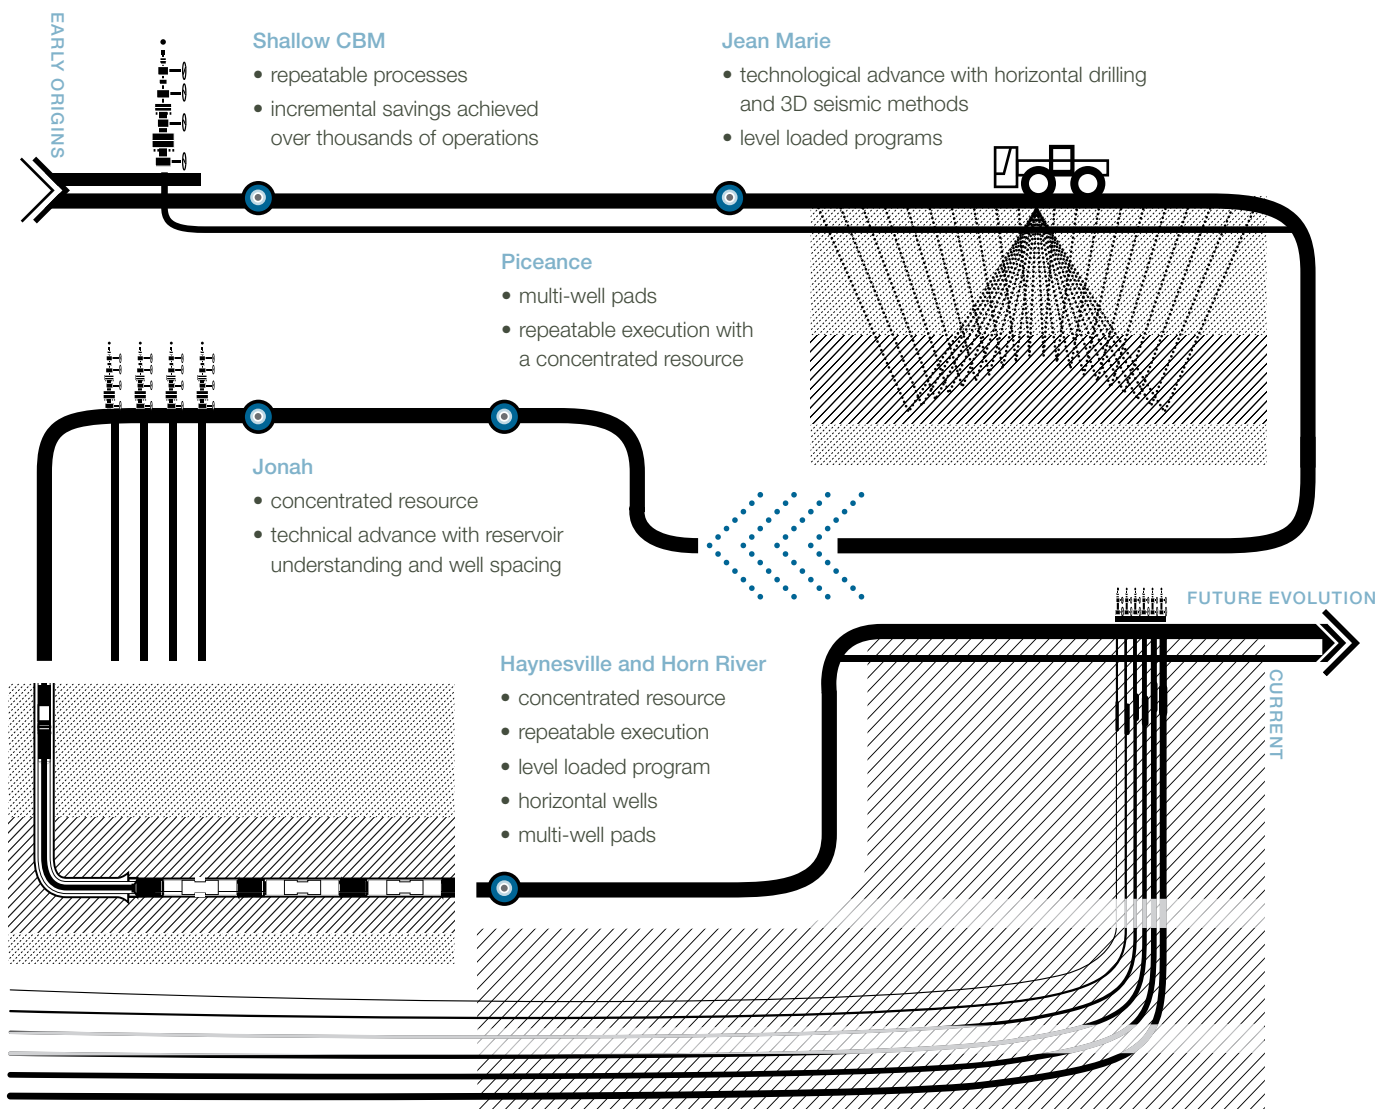 EARLY ORIGINS
Shallow CBM
• repeatable processes
• incremental savings achieved
over thousands of operations
Jean Marie
• technological advance with horizontal drilling
and 3D seismic methods
• level loaded programs
Piceance
• multi-well pads
• repeatable execution with
a concentrated resource
Jonah
• concentrated resource
• technical advance with reservoir
understanding and well spacing
Haynesville and Horn River
• concentrated resource
• repeatable execution
• level loaded program
• horizontal wells
• multi-well pads
FUTURE EVOLUTION
CURRENT